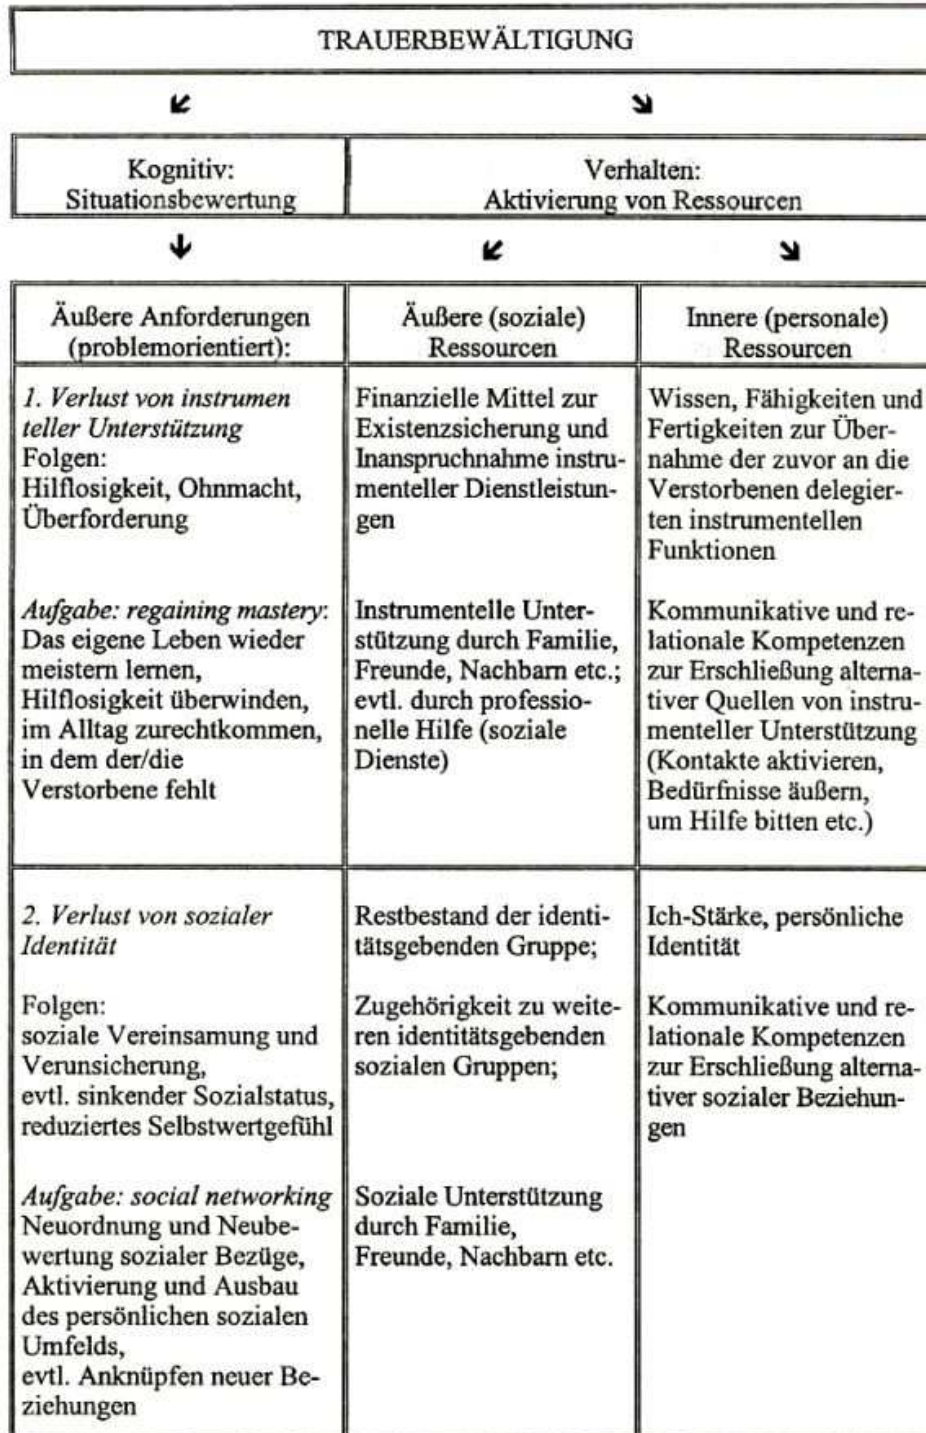 TRAUERBEWÄLTIGUNG
Kognitiv:
Situationsbewertung
Verhalten:
Aktivierung von Ressourcen
Äußere Anforderungen
(problemorientiert):
Äußere (soziale)
Ressourcen
Innere (personale)
Ressourcen
1. Verlust von instrumen
teller Unterstützung
Folgen:
Hilflosigkeit, Ohnmacht,
Überforderung
Aufgabe: regaining mastery:
Das eigene Leben wieder
meistern lernen,
Hilflosigkeit überwinden,
im Alltag zurechtkommen,
in dem der/die
Verstorbene fehlt
Finanzielle Mittel zur
Existenzsicherung und
Inanspruchnahme instru-
menteller Dienstleistun-
gen
Instrumentelle Unter-
stützung durch Familie,
Freunde, Nachbarn etc.;
evtl. durch professio-
nelle Hilfe (soziale
Dienste)
Wissen, Fähigkeiten und
Fertigkeiten zur Über-
nahme der zuvor an die
Verstorbenen delegier-
ten instrumentellen
Funktionen
Kommunikative und re-
lationale Kompetenzen
zur Erschließung alterna-
tiver Quellen von instru-
menteller Unterstützung
(Kontakte aktivieren,
Bedürfnisse äußern,
um Hilfe bitten etc.)
2. Verlust von sozialer
Identität
Folgen:
soziale Vereinsamung und
Verunsicherung,
evtl. sinkender Sozialstatus,
reduziertes Selbstwertgefühl
Aufgabe: social networking
Neuordnung und Neube-
wertung sozialer Bezüge,
Aktivierung und Ausbau
des persönlichen sozialen
Umfelds,
evtl. Anknüpfen neuer Be-
ziehungen
Restbestand der identi-
tätsgebenden Gruppe;
Zugehörigkeit zu weite-
ren identitätsgebenden
sozialen Gruppen;
Soziale Unterstützung
durch Familie,
Freunde, Nachbarn etc.
Ich-Stärke, persönliche
Identität
Kommunikative und re-
lationale Kompetenzen
zur Erschließung alterna-
tiver sozialer Beziehun-
gen